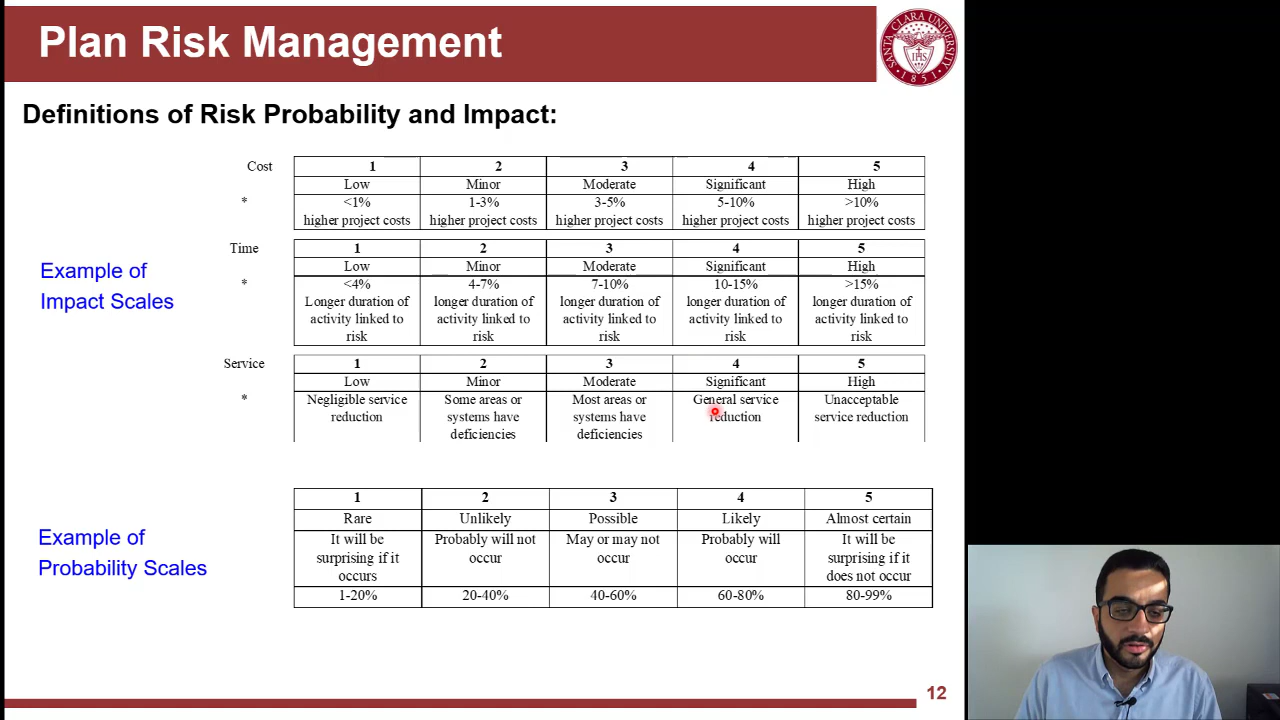 Plan Risk Management
SANTA CLARA UNIVERSITY
IHS
1851
Definitions of Risk Probability and Impact:
Example of
Impact Scales
Cost 1 2 3 4 5
Low Minor Moderate Significant High
* <1% 1-3% 3-5% 5-10% >10%
higher project costs higher project costs higher project costs higher project costs higher project costs
Time 1 2 3 4 5
Low Minor Moderate Significant High
* <4% 4-7% 7-10% 10-15% >15%
Longer duration of longer duration of longer duration of longer duration of longer duration of
activity linked to activity linked to activity linked to activity linked to activity linked to
risk risk risk risk risk
Service 1 2 3 4 5
Low Minor Moderate Significant High
* Negligible service Some areas or Most areas or General service Unacceptable
reduction systems have systems have reduction service reduction
deficiencies deficiencies
Example of
Probability Scales
1 2 3 4 5
Rare Unlikely Possible Likely Almost certain
It will be Probably will not May or may not Probably will It will be
surprising if it occur occur occur surprising if it
occurs does not occur
1-20% 20-40% 40-60% 60-80% 80-99%
12